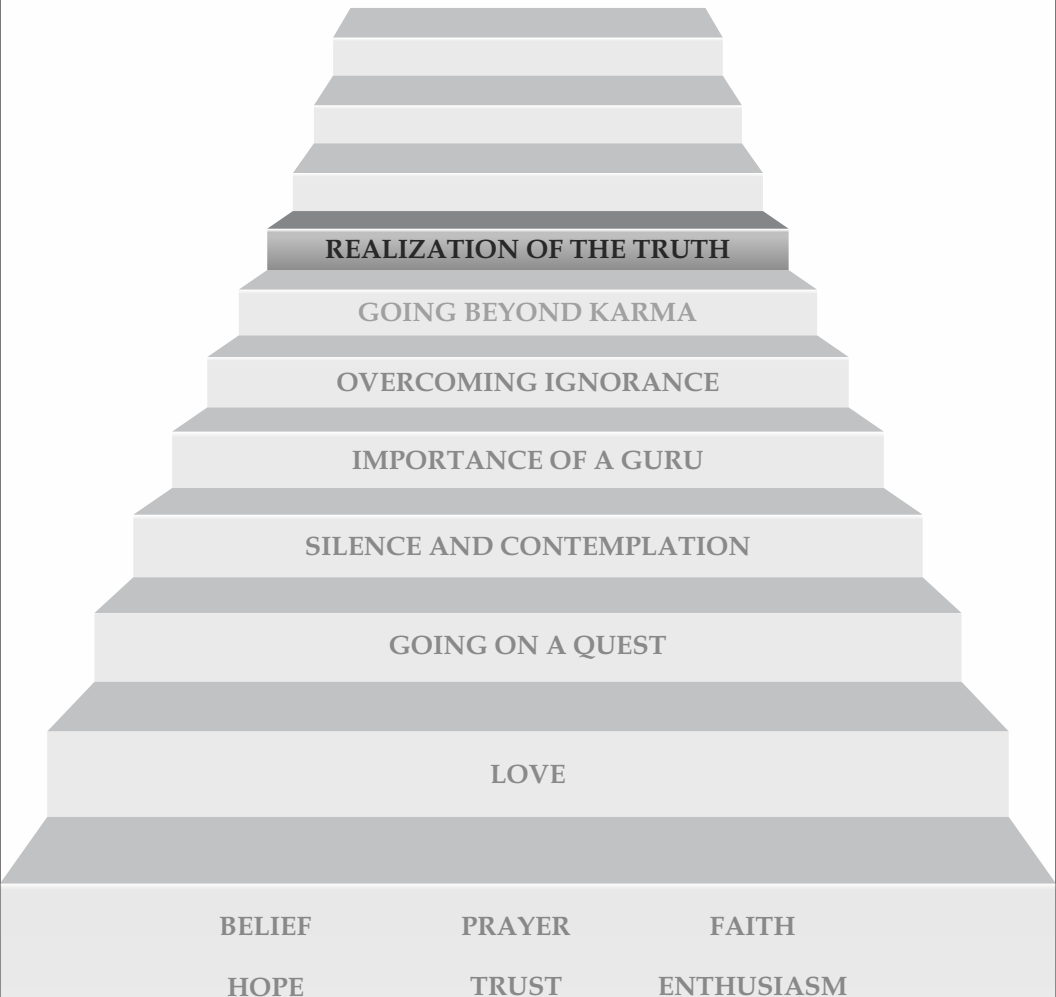 REALIZATION OF THE TRUTH
GOING BEYOND KARMA
OVERCOMING IGNORANCE
IMPORTANCE OF A GURU
SILENCE AND CONTEMPLATION
GOING ON A QUEST
LOVE
BELIEF PRAYER FAITH
HOPE TRUST ENTHUSIASM